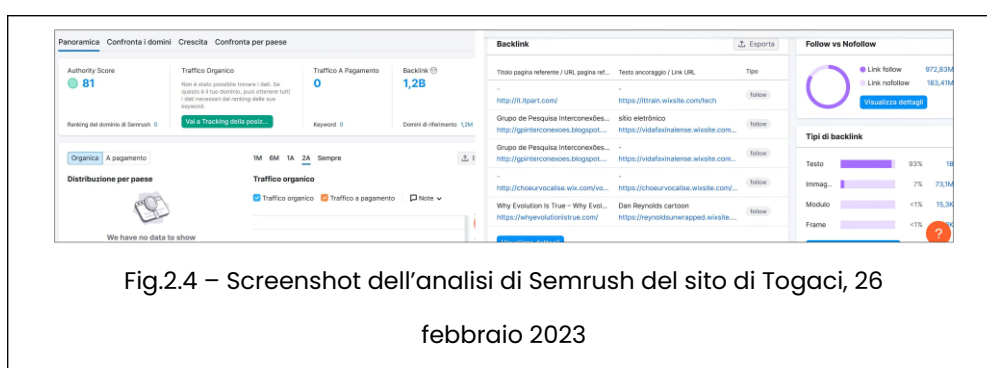 Panoramica Confronta i domini Crescita Confronta per paese
Authority Score
81
Ranking del dominio di Semrush 0
Traffico Organico
Non è stato possibile trovare i dati. Se
questo è il tuo dominio, puoi ottenere tutti
i dati necessari dal ranking delle sue
keyword.
Vai a Tracking della posiz...
Traffico A Pagamento
0
Keyword 0
Backlink
1,2B
Domini di riferimento 1,2M
Organica A pagamento
1M 6M 1A 2A Sempre
Distribuzione per paese
Traffico organico
Traffico organico Traffico a pagamento Note
We have no data to show
Backlink
Esporta
Titolo pagina referente / URL pagina ref... Testo ancoraggio / Link URL Tipo
- -
http://it.itpart.com/ https://ittrain.wixsite.com/tech follow
Grupo de Pesquisa Interconexões... sítio eletrônico
http://gpinterconexoes.blogspot.... https://vidafaxinalense.wixsite.com... follow
Grupo de Pesquisa Interconexões... -
http://gpinterconexoes.blogspot.... https://vidafaxinalense.wixsite.com... follow
- -
http://choeurvocalise.wix.com/vo... https://choeurvocalise.wixsite.com/... follow
Why Evolution Is True – Why Evol... Dan Reynolds cartoon
https://whyevolutionistrue.com/ https://reynoldsunwrapped.wixsite.... follow
Visualizza dettagli
Follow vs Nofollow
Link follow 972,83M
Link nofollow 183,41M
Visualizza dettagli
Tipi di backlink
Testo 93% 1B
Immag... 7% 73,1M
Modulo <1% 15,3K
Frame <1%
?
Fig.2.4 – Screenshot dell’analisi di Semrush del sito di Togaci, 26
febbraio 2023